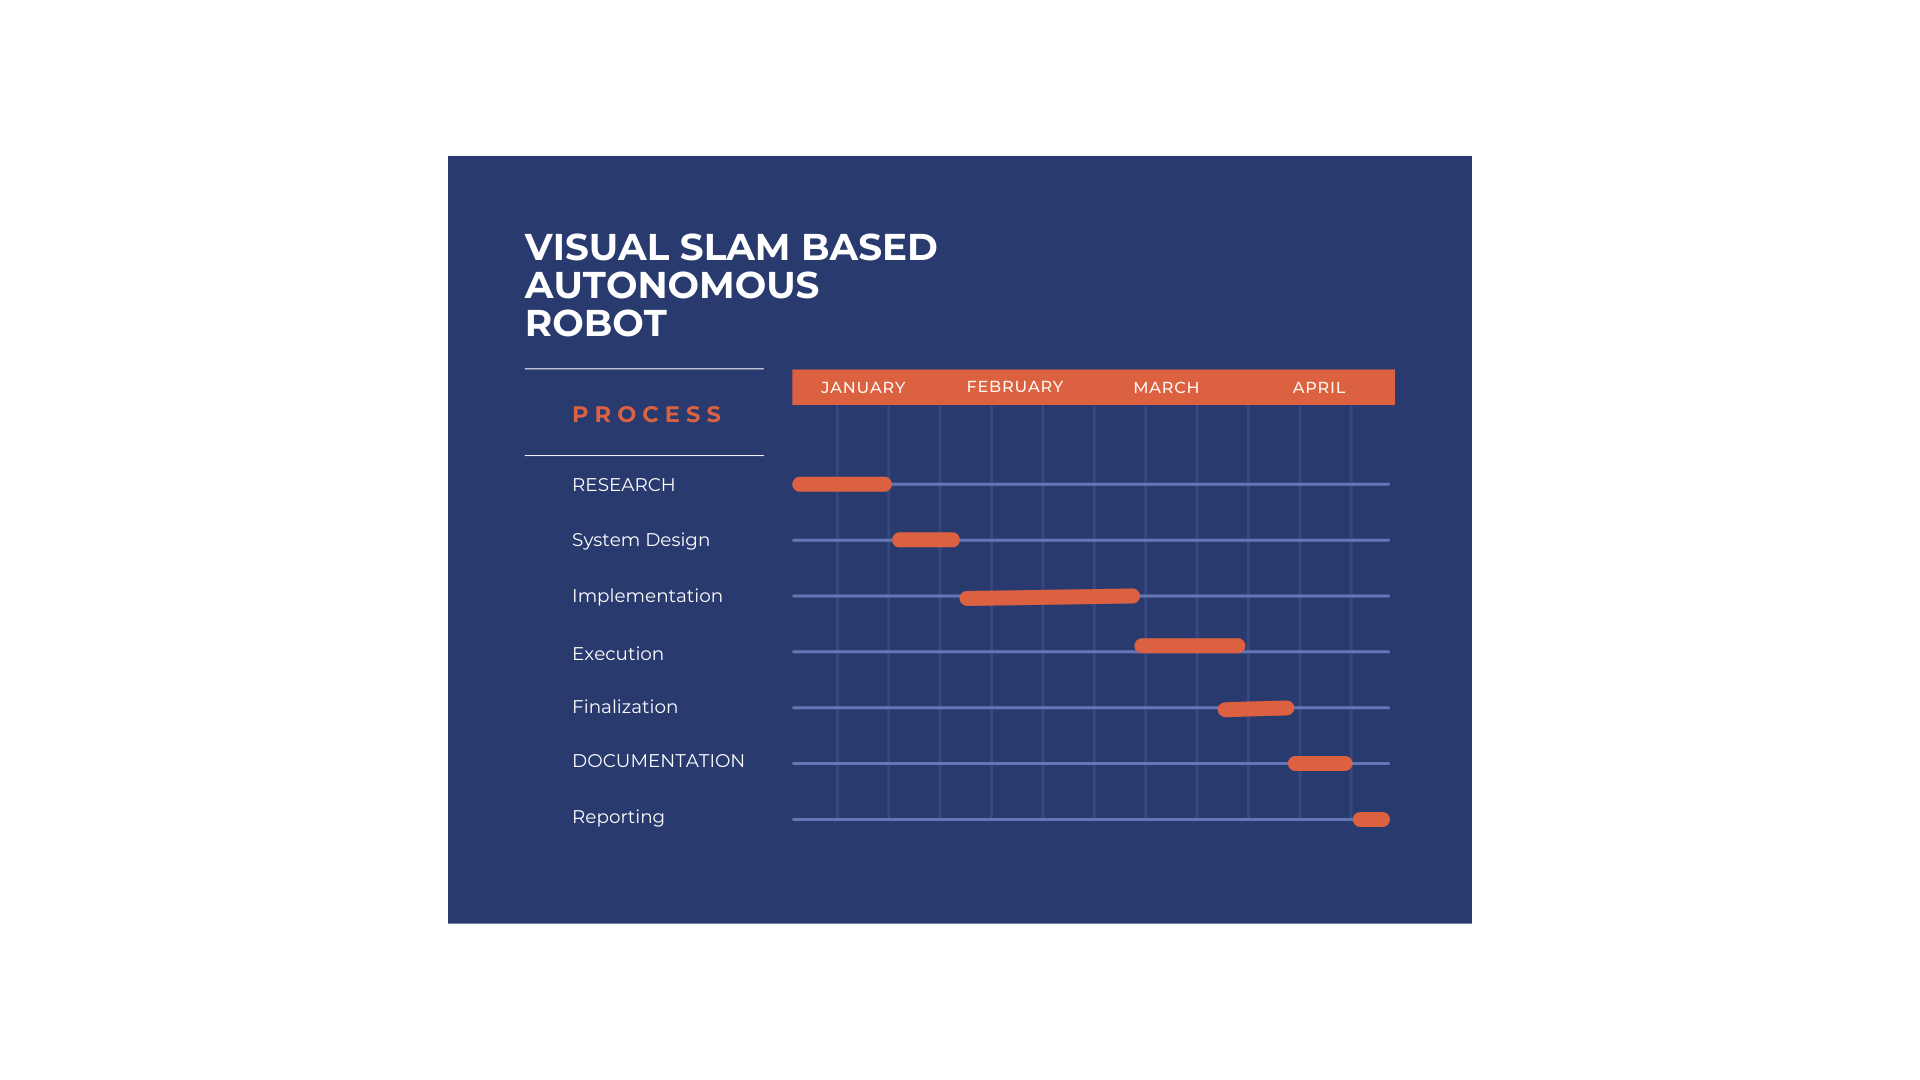 VISUAL SLAM BASED
AUTONOMOUS
ROBOT
JANUARY FEBRUARY MARCH APRIL
PROCESS
RESEARCH
System Design
Implementation
Execution
Finalization
DOCUMENTATION
Reporting